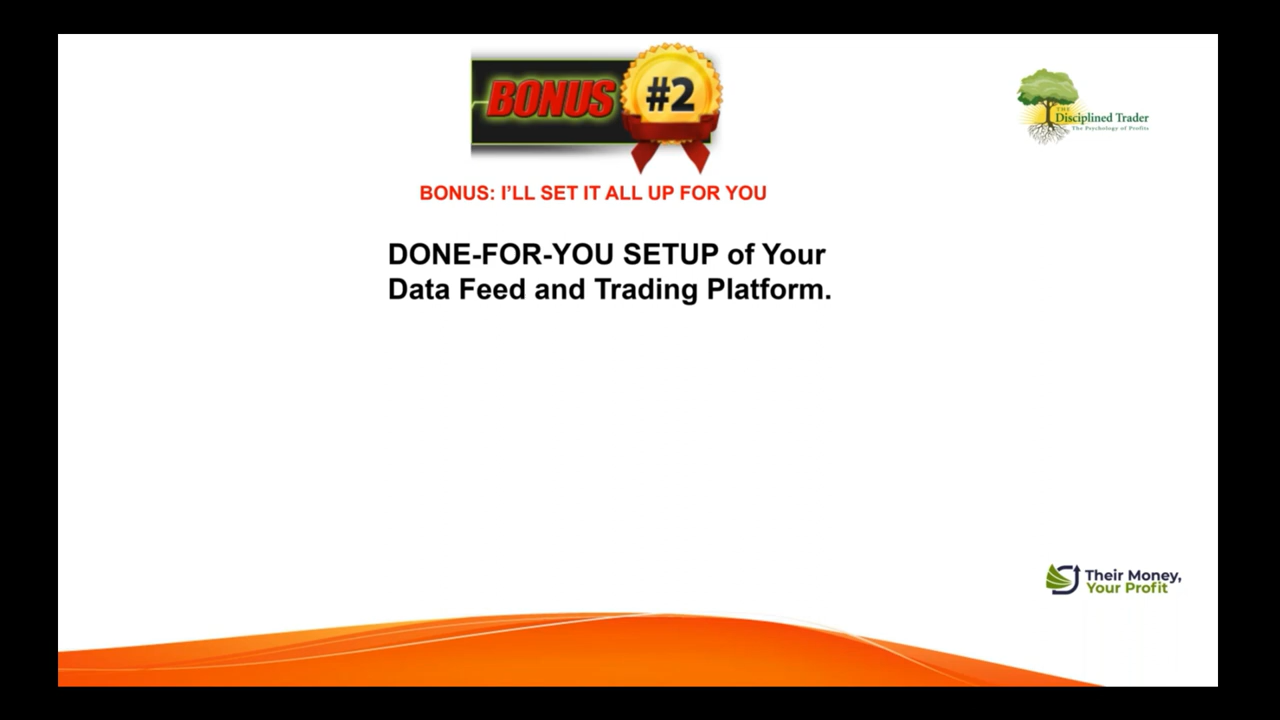 BONUS #2
THE
Disciplined Trader
The Psychology of Profits
BONUS: I’LL SET IT ALL UP FOR YOU
DONE-FOR-YOU SETUP of Your
Data Feed and Trading Platform.
Their Money,
Your Profit